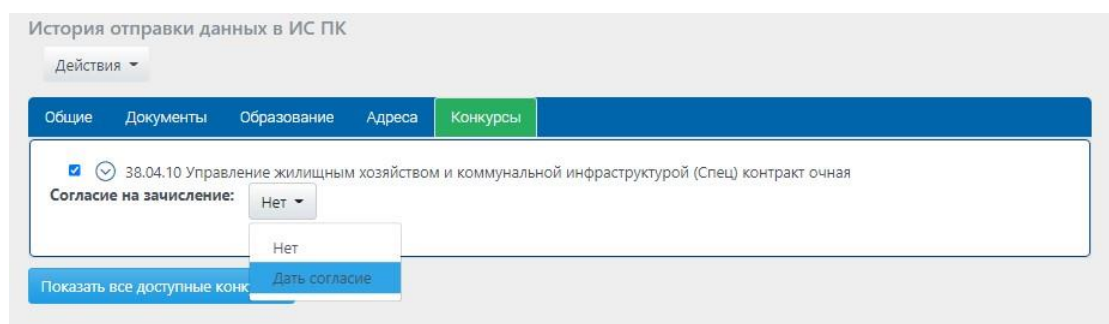 История отправки данных в ИС ПК
Действия
Общие Документы Образование Адреса Конкурсы
38.04.10 Управление жилищным хозяйством и коммунальной инфраструктурой (Спец) контракт очная
Согласие на зачисление: Нет
Нет
Дать согласие
Показать все доступные